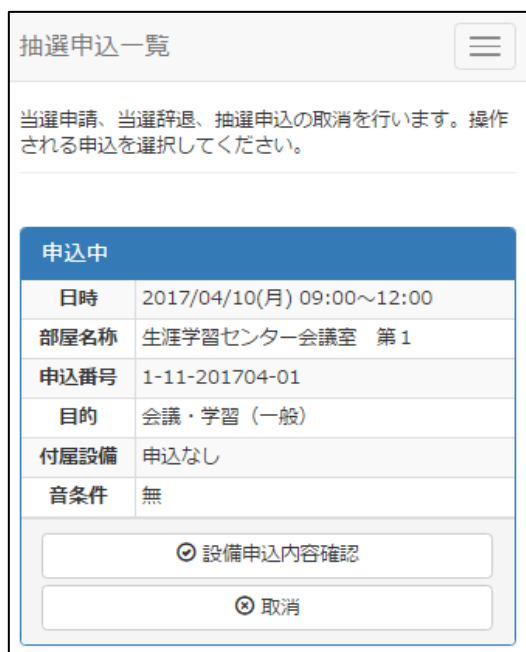 抽選申込一覧
当選申請、当選辞退、抽選申込の取消を行います。操作
される申込を選択してください。
申込中
日時 2017/04/10(月) 09:00～12:00
部屋名称 生涯学習センター会議室　第１
申込番号 1-11-201704-01
目的 会議・学習（一般）
付属設備 申込なし
音条件 無
設備申込内容確認
取消